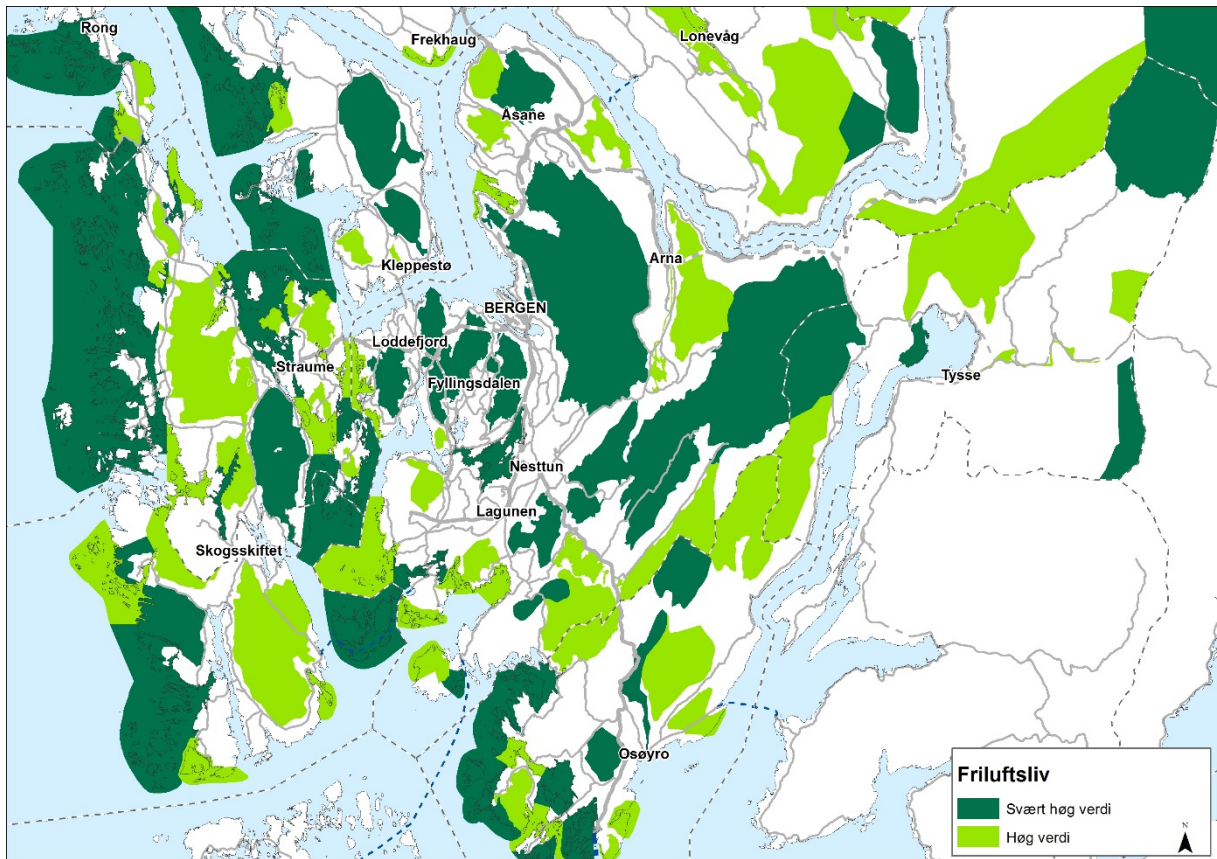 Rong
Frekhaug
Lonevåg
Åsane
Kleppestø
Arna
BERGEN
Loddefjord
Straume
Fyllingsdalen
Tysse
Nesttun
Lagunen
Skogsskiftet
Osøyro
Friluftsliv
Svært høg verdi
Høg verdi
N